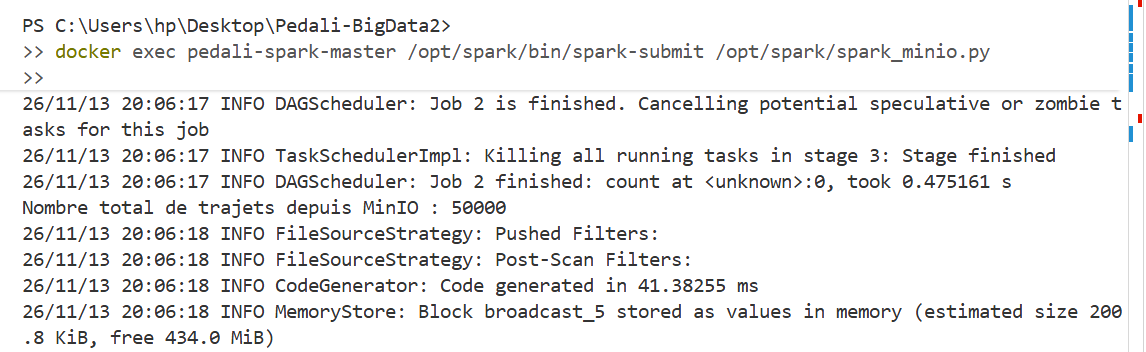 PS C:\Users\hp\Desktop\Pedali-BigData2>
>> docker exec pedali-spark-master /opt/spark/bin/spark-submit /opt/spark/spark_minio.py
>>
26/11/13 20:06:17 INFO DAGScheduler: Job 2 is finished. Cancelling potential speculative or zombie t
asks for this job
26/11/13 20:06:17 INFO TaskSchedulerImpl: Killing all running tasks in stage 3: Stage finished
26/11/13 20:06:17 INFO DAGScheduler: Job 2 finished: count at <unknown>:0, took 0.475161 s
Nombre total de trajets depuis MinIO : 50000
26/11/13 20:06:18 INFO FileSourceStrategy: Pushed Filters:
26/11/13 20:06:18 INFO FileSourceStrategy: Post-Scan Filters:
26/11/13 20:06:18 INFO CodeGenerator: Code generated in 41.38255 ms
26/11/13 20:06:18 INFO MemoryStore: Block broadcast_5 stored as values in memory (estimated size 200
.8 KiB, free 434.0 MiB)